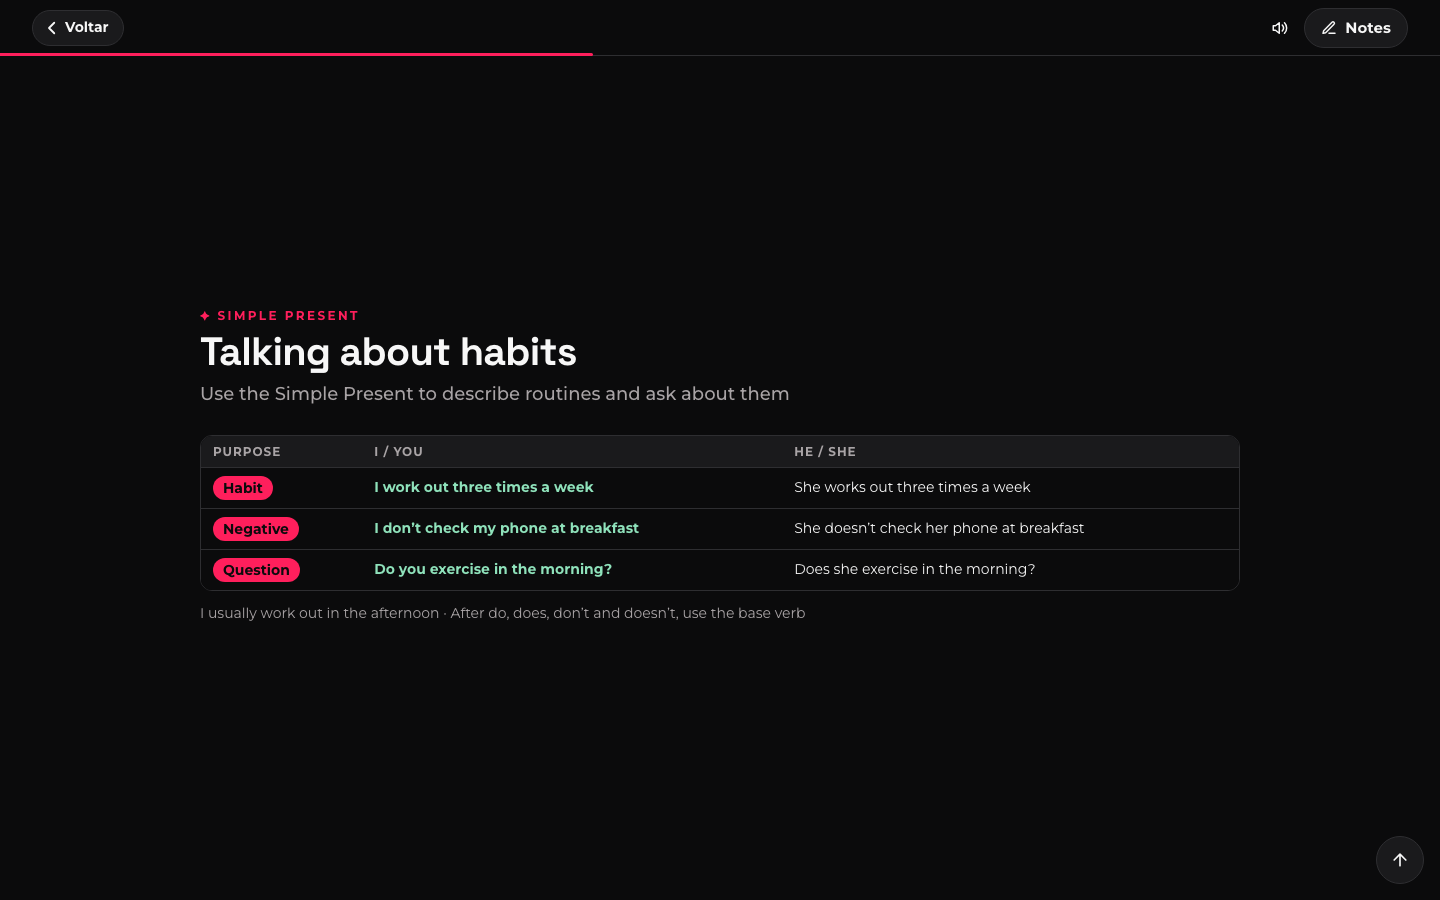 Voltar
Notes
SIMPLE PRESENT
Talking about habits
Use the Simple Present to describe routines and ask about them
PURPOSE I / YOU HE / SHE
Habit I work out three times a week She works out three times a week
Negative I don’t check my phone at breakfast She doesn’t check her phone at breakfast
Question Do you exercise in the morning? Does she exercise in the morning?
I usually work out in the afternoon · After do, does, don’t and doesn’t, use the base verb